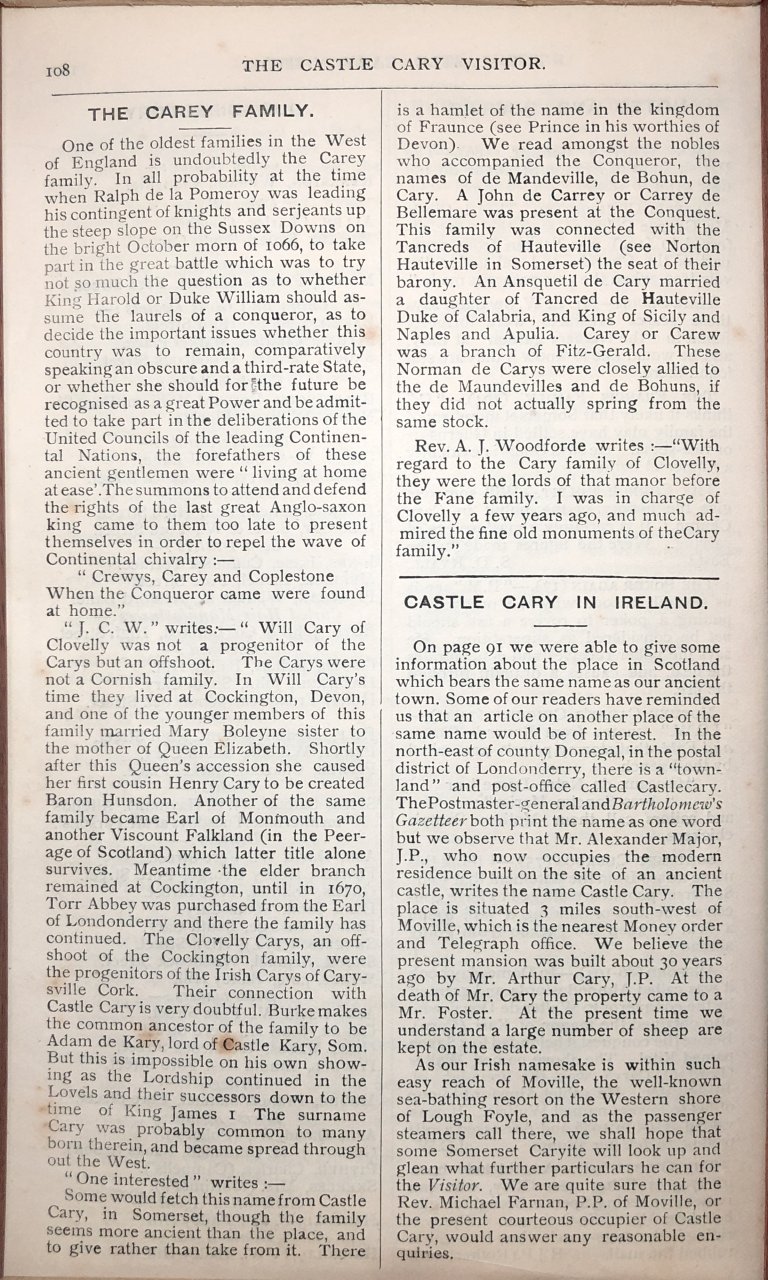 108
THE CASTLE CARY VISITOR.
THE CAREY FAMILY.
One of the oldest families in the West
of England is undoubtedly the Carey
family. In all probability at the time
when Ralph de la Pomeroy was leading
his contingent of knights and serjeants up
the steep slope on the Sussex Downs on
the bright October morn of 1066, to take
part in the great battle which was to try
not so much the question as to whether
King Harold or Duke William should as-
sume the laurels of a conqueror, as to
decide the important issues whether this
country was to remain, comparatively
speaking an obscure and a third-rate State,
or whether she should for the future be
recognised as a great Power and be admit-
ted to take part in the deliberations of the
United Councils of the leading Continen-
tal Nations, the forefathers of these
ancient gentlemen were “ living at home
at ease’. The summons to attend and defend
the rights of the last great Anglo-saxon
king came to them too late to present
themselves in order to repel the wave of
Continental chivalry :—
“ Crewys, Carey and Coplestone
When the Conqueror came were found
at home.”
“ J. C. W. ” writes:— “ Will Cary of
Clovelly was not a progenitor of the
Carys but an offshoot. The Carys were
not a Cornish family. In Will Cary's
time they lived at Cockington, Devon,
and one of the younger members of this
family married Mary Boleyne sister to
the mother of Queen Elizabeth. Shortly
after this Queen's accession she caused
her first cousin Henry Cary to be created
Baron Hunsdon. Another of the same
family became Earl of Monmouth and
another Viscount Falkland (in the Peer-
age of Scotland) which latter title alone
survives. Meantime the elder branch
remained at Cockington, until in 1670,
Torr Abbey was purchased from the Earl
of Londonderry and there the family has
continued. The Clovelly Carys, an off-
shoot of the Cockington family, were
the progenitors of the Irish Carys of Cary-
sville Cork. Their connection with
Castle Cary is very doubtful. Burke makes
the common ancestor of the family to be
Adam de Kary, lord of Castle Kary, Som.
But this is impossible on his own show-
ing as the Lordship continued in the
Lovels and their successors down to the
time of King James I The surname
Cary was probably common to many
born therein, and became spread through
out the West.
“ One interested ” writes :—
Some would fetch this name from Castle
Cary, in Somerset, though the family
seems more ancient than the place, and
to give rather than take from it. There
is a hamlet of the name in the kingdom
of Fraunce (see Prince in his worthies of
Devon). We read amongst the nobles
who accompanied the Conqueror, the
names of de Mandeville, de Bohun, de
Cary. A John de Carrey or Carrey de
Bellemare was present at the Conquest.
This family was connected with the
Tancreds of Hauteville (see Norton
Hauteville in Somerset) the seat of their
barony. An Ansquetil de Cary married
a daughter of Tancred de Hauteville
Duke of Calabria, and King of Sicily and
Naples and Apulia. Carey or Carew
was a branch of Fitz-Gerald. These
Norman de Carys were closely allied to
the de Maundevilles and de Bohuns, if
they did not actually spring from the
same stock.
Rev. A. J. Woodforde writes :—“With
regard to the Cary family of Clovelly,
they were the lords of that manor before
the Fane family. I was in charge of
Clovelly a few years ago, and much ad-
mired the fine old monuments of theCary
family.”
CASTLE CARY IN IRELAND.
On page 91 we were able to give some
information about the place in Scotland
which bears the same name as our ancient
town. Some of our readers have reminded
us that an article on another place of the
same name would be of interest. In the
north-east of county Donegal, in the postal
district of Londonderry, there is a “town-
land” and post-office called Castlecary.
The Postmaster-general and Bartholomew's
Gazetteer both print the name as one word
but we observe that Mr. Alexander Major,
J.P., who now occupies the modern
residence built on the site of an ancient
castle, writes the name Castle Cary. The
place is situated 3 miles south-west of
Moville, which is the nearest Money order
and Telegraph office. We believe the
present mansion was built about 30 years
ago by Mr. Arthur Cary, J.P. At the
death of Mr. Cary the property came to a
Mr. Foster. At the present time we
understand a large number of sheep are
kept on the estate.
As our Irish namesake is within such
easy reach of Moville, the well-known
sea-bathing resort on the Western shore
of Lough Foyle, and as the passenger
steamers call there, we shall hope that
some Somerset Caryite will look up and
glean what further particulars he can for
the Visitor. We are quite sure that the
Rev. Michael Farnan, P.P. of Moville, or
the present courteous occupier of Castle
Cary, would answer any reasonable en-
quiries.